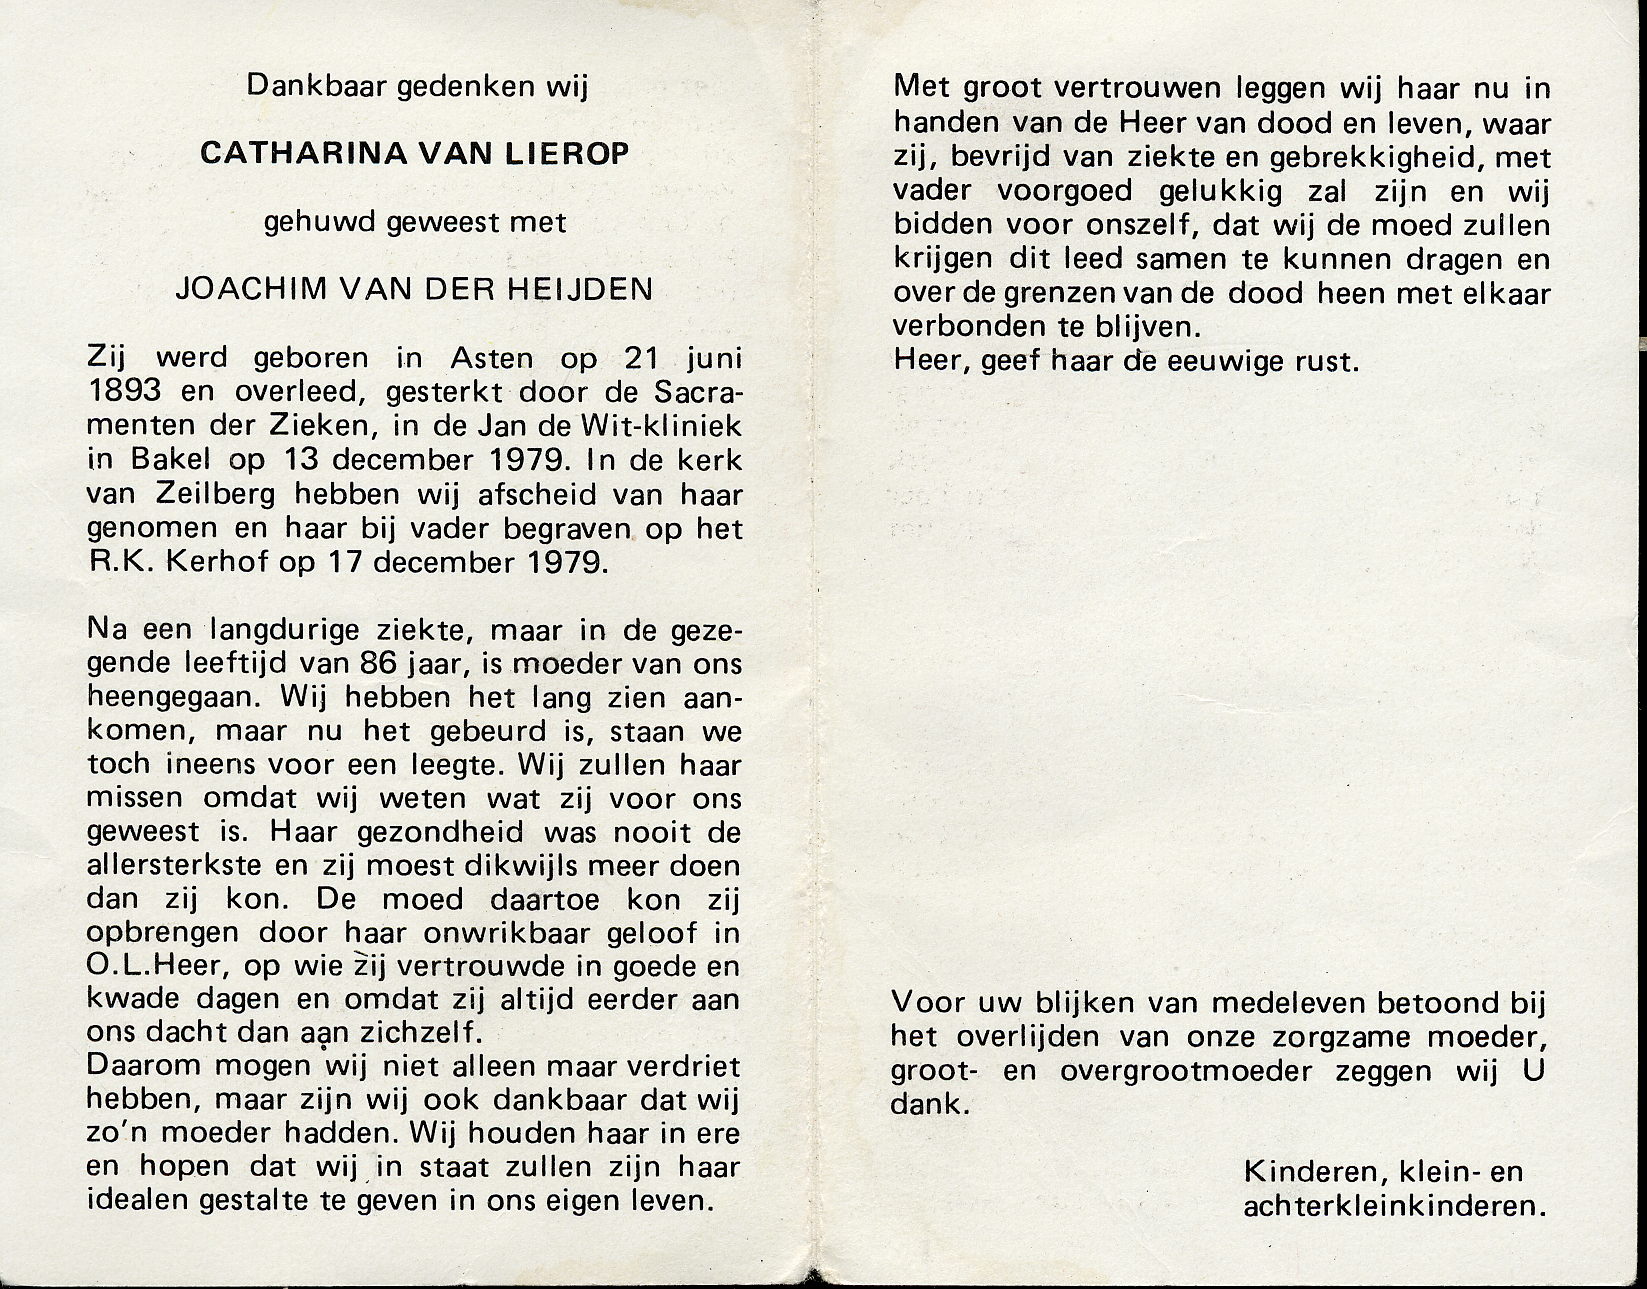 Dankbaar gedenken wij
CATHARINA VAN LIEROP
gehuwd geweest met
JOACHIM VAN DER HEIJDEN
Zij werd geboren in Asten op 21 juni
1893 en overleed, gesterkt door de Sacra-
menten der Zieken, in de Jan de Wit-kliniek
in Bakel op 13 december 1979. In de kerk
van Zeilberg hebben wij afscheid van haar
genomen en haar bij vader begraven op het
R.K. Kerhof op 17 december 1979.
Na een langdurige ziekte, maar in de geze-
gende leeftijd van 86 jaar, is moeder van ons
heengegaan. Wij hebben het lang zien aan-
komen, maar nu het gebeurd is, staan we
toch ineens voor een leegte. Wij zullen haar
missen omdat wij weten wat zij voor ons
geweest is. Haar gezondheid was nooit de
allersterkste en zij moest dikwijls meer doen
dan zij kon. De moed daartoe kon zij
opbrengen door haar onwrikbaar geloof in
O.L.Heer, op wie zij vertrouwde in goede en
kwade dagen en omdat zij altijd eerder aan
ons dacht dan aan zichzelf.
Daarom mogen wij niet alleen maar verdriet
hebben, maar zijn wij ook dankbaar dat wij
zo'n moeder hadden. Wij houden haar in ere
en hopen dat wij in staat zullen zijn haar
idealen gestalte te geven in ons eigen leven.
Met groot vertrouwen leggen wij haar nu in
handen van de Heer van dood en leven, waar
zij, bevrijd van ziekte en gebrekkigheid, met
vader voorgoed gelukkig zal zijn en wij
bidden voor onszelf, dat wij de moed zullen
krijgen dit leed samen te kunnen dragen en
over de grenzen van de dood heen met elkaar
verbonden te blijven.
Heer, geef haar de eeuwige rust.
Voor uw blijken van medeleven betoond bij
het overlijden van onze zorgzame moeder,
groot- en overgrootmoeder zeggen wij U
dank.
Kinderen, klein- en
achterkleinkinderen.